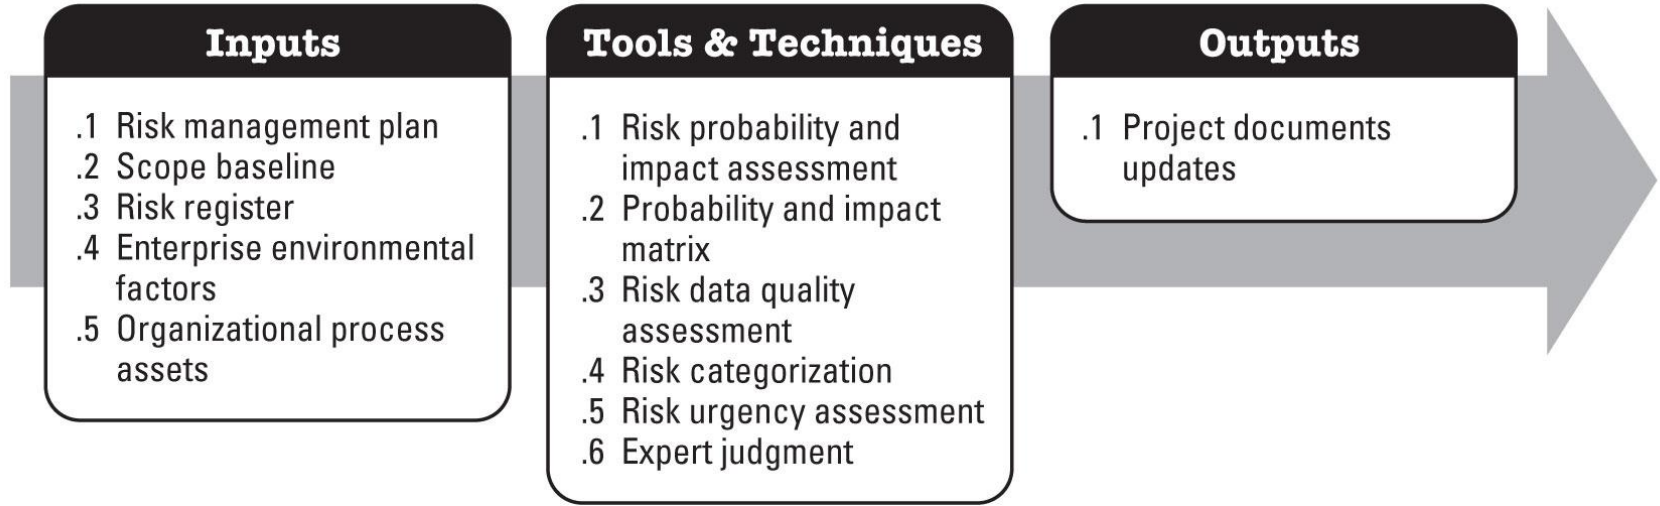 Inputs
.1 Risk management plan
.2 Scope baseline
.3 Risk register
.4 Enterprise environmental
factors
.5 Organizational process
assets
Tools & Techniques
.1 Risk probability and
impact assessment
.2 Probability and impact
matrix
.3 Risk data quality
assessment
.4 Risk categorization
.5 Risk urgency assessment
.6 Expert judgment
Outputs
.1 Project documents
updates